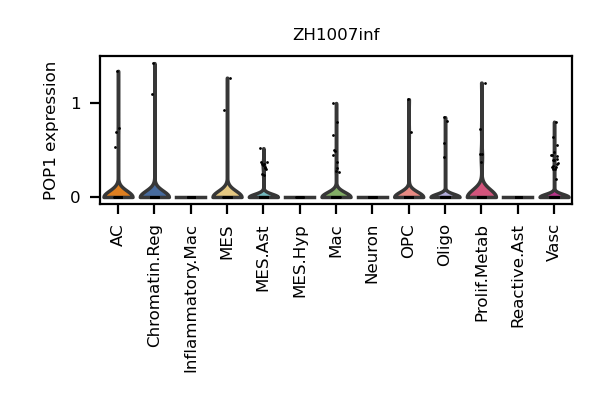 ZH1007inf
POP1 expression
1
0
AC
Chromatin.Reg
Inflammatory.Mac
MES
MES.Ast
MES.Hyp
Mac
Neuron
OPC
Oligo
Prolif.Metab
Reactive.Ast
Vasc